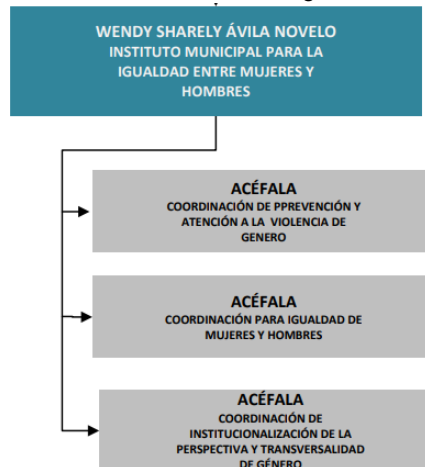 WENDY SHARELY ÁVILA NOVELO
INSTITUTO MUNICIPAL PARA LA
IGUALDAD ENTRE MUJERES Y
HOMBRES
ACÉFALA
COORDINACIÓN DE PPREVENCIÓN Y
ATENCIÓN A LA VIOLENCIA DE
GENERO
ACÉFALA
COORDINACIÓN PARA IGUALDAD DE
MUJERES Y HOMBRES
ACÉFALA
COORDINACIÓN DE
INSTITUCIONALIZACIÓN DE LA
PERSPECTIVA Y TRANSVERSALIDAD
DE GÉNERO